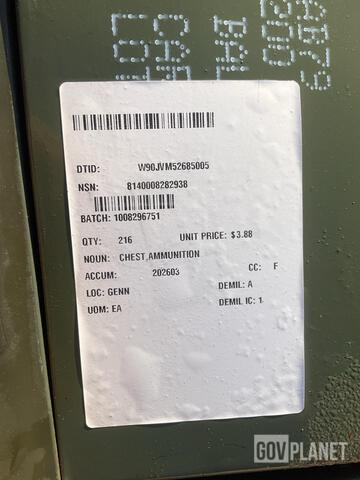 DTID: W90JVM52685005
NSN: 8140008282938
BATCH: 1008296751
QTY: 216 UNIT PRICE: $3.88
NOUN: CHEST,AMMUNITION
ACCUM: 202603 CC: F
LOC: GENN DEMIL: A
UOM: EA DEMIL IC: 1
GOVPLANET